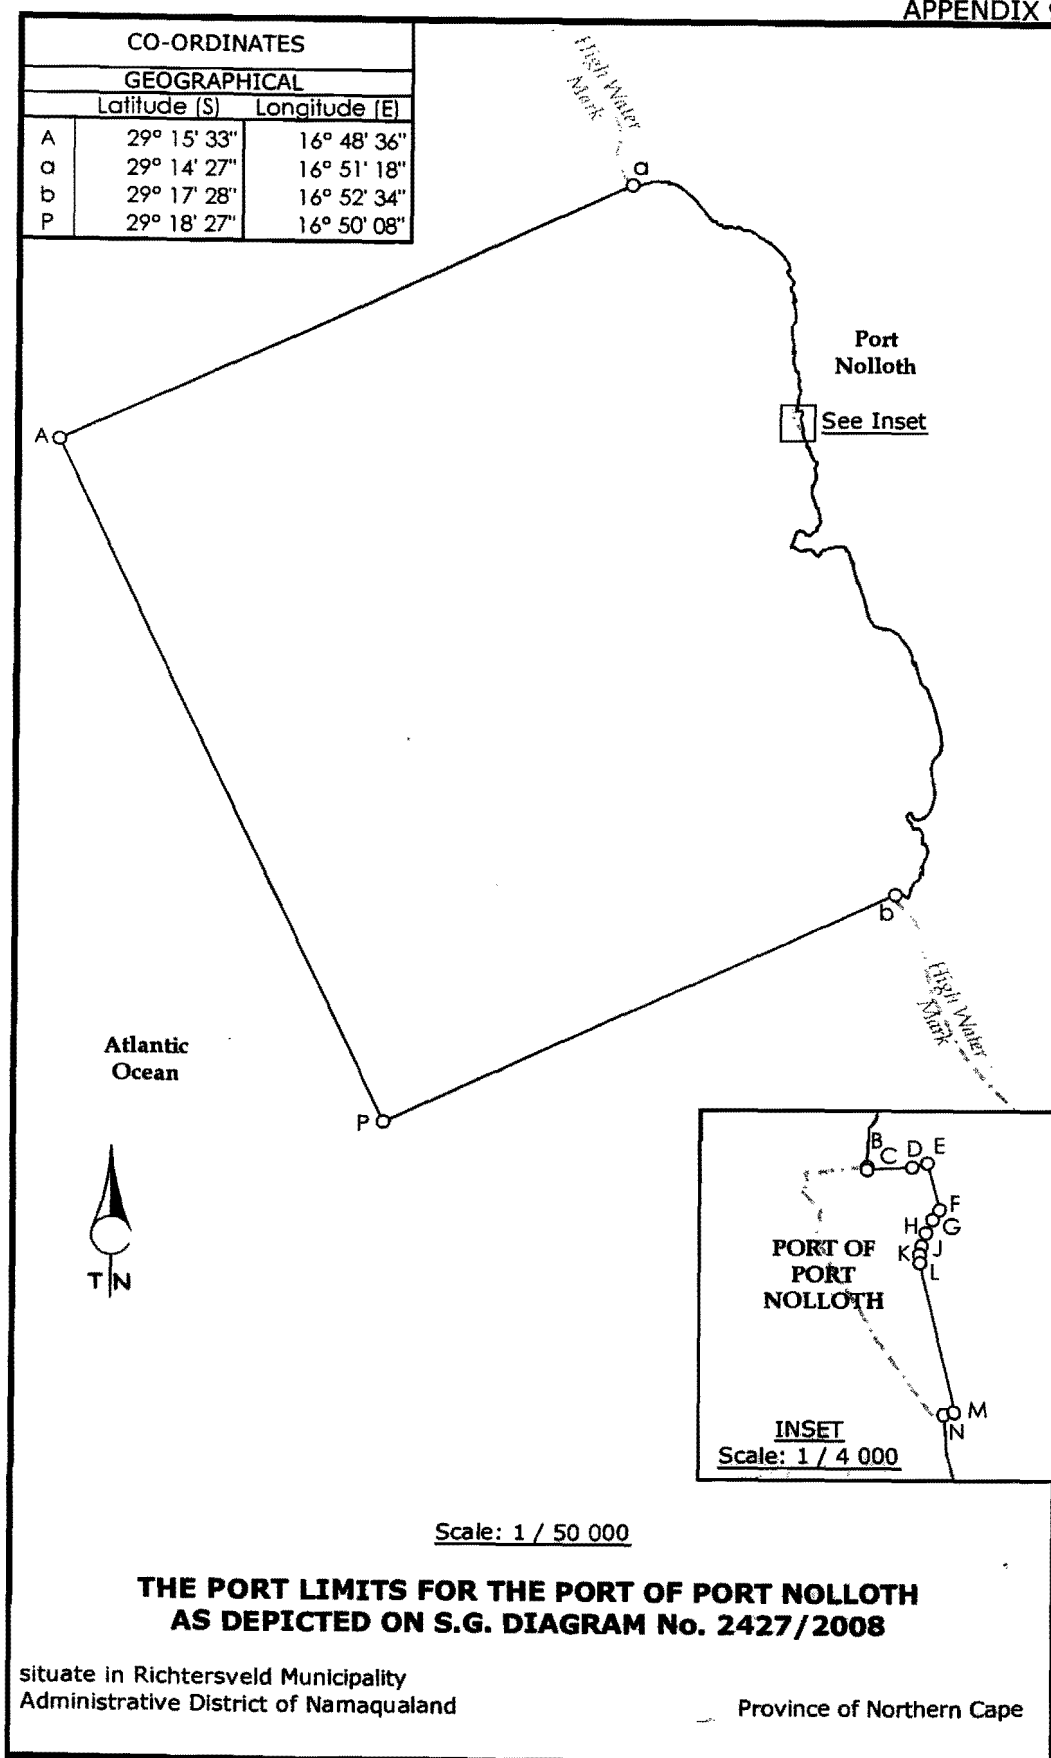 APPENDIX
CO-ORDINATES
GEOGRAPHICAL
Latitude (S) Longitude (E)
A 29° 15' 33" 16° 48' 36"
a 29° 14' 27" 16° 51' 18"
b 29° 17' 28" 16° 52' 34"
P 29° 18' 27" 16° 50' 08"
High Water
Mark
a
Port
Nolloth
See Inset
A
b
High Water
Mark
Atlantic
Ocean
P
T N
B
C D E
F
G
H
J
K
L
PORT OF
PORT
NOLLOTH
M
N
INSET
Scale: 1 / 4 000
Scale: 1 / 50 000
THE PORT LIMITS FOR THE PORT OF PORT NOLLOTH
AS DEPICTED ON S.G. DIAGRAM No. 2427/2008
situate in Richtersveld Municipality
Administrative District of Namaqualand
Province of Northern Cape